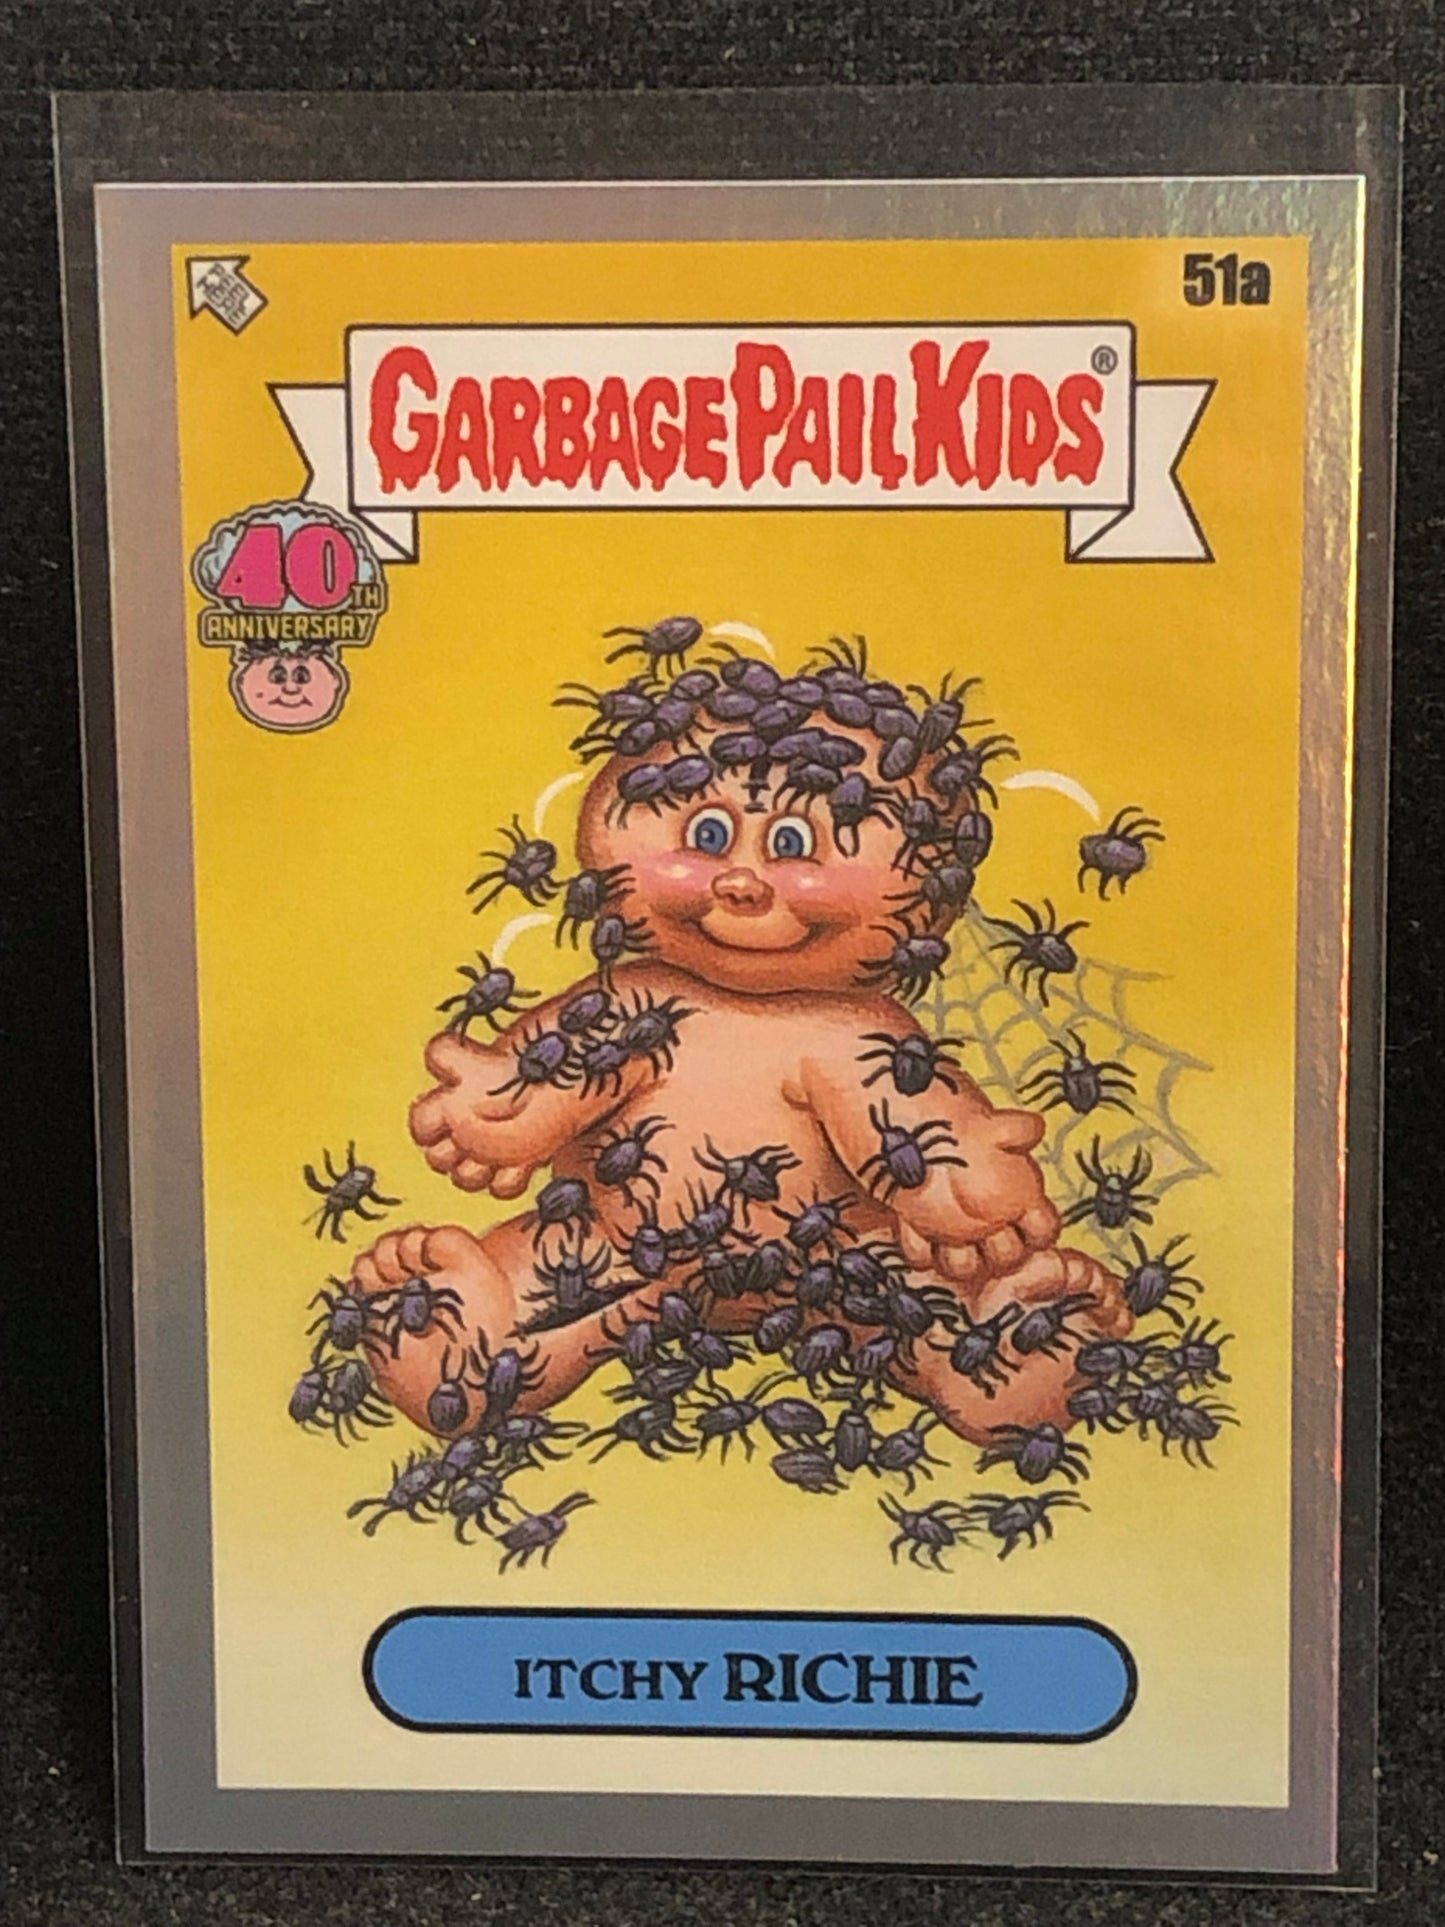 51a
GARBAGE PAIL KIDS®
40TH
ANNIVERSARY
ITCHY RICHIE